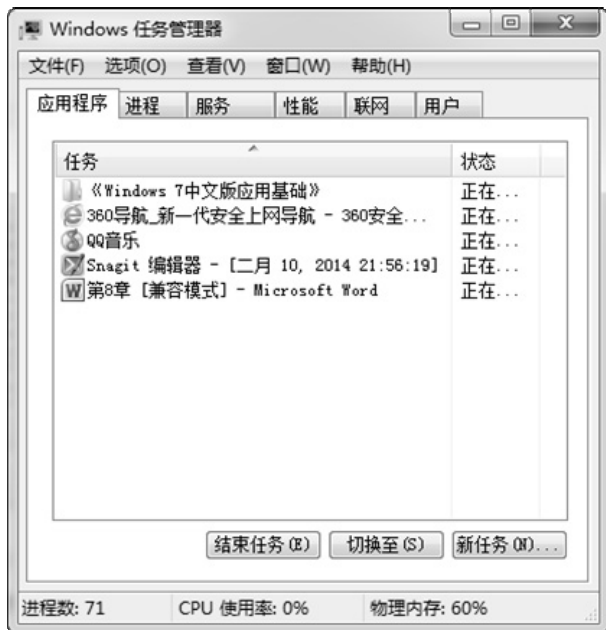 Windows 任务管理器
文件(F) 选项(O) 查看(V) 窗口(W) 帮助(H)
应用程序 进程 服务 性能 联网 用户
任务 状态
《Windows 7中文版应用基础》 正在...
360导航_新一代安全上网导航 - 360安全... 正在...
QQ音乐 正在...
Snagit 编辑器 - [二月 10, 2014 21:56:19] 正在...
第8章 [兼容模式] - Microsoft Word 正在...
结束任务(E) 切换至(S) 新任务(N)...
进程数: 71 CPU 使用率: 0% 物理内存: 60%